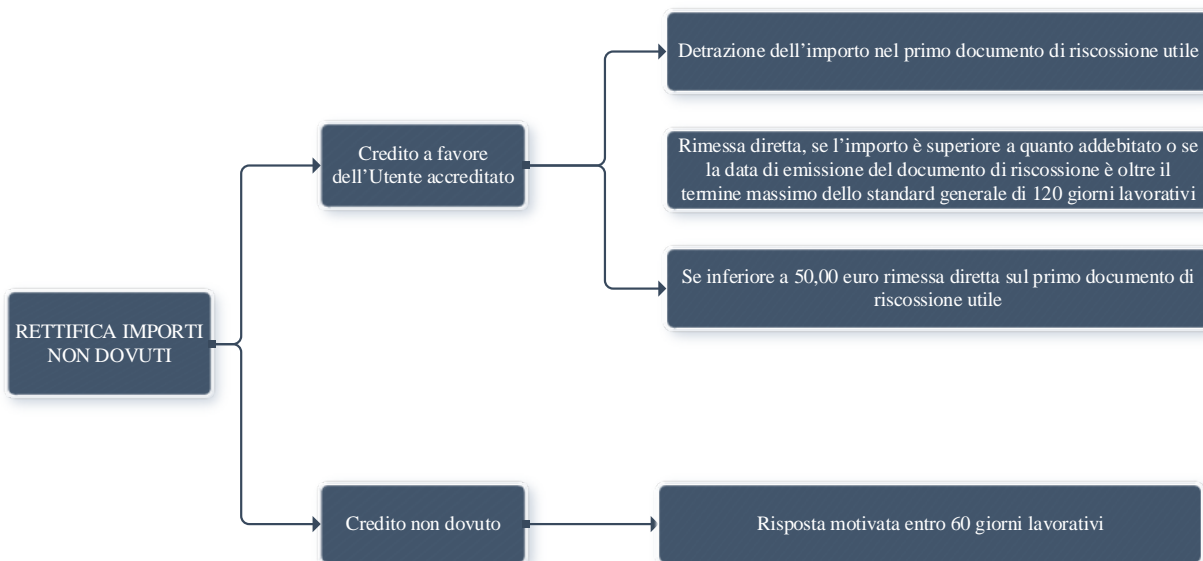 RETTIFICA IMPORTI
NON DOVUTI
Credito a favore
dell'Utente accreditato
Detrazione dell'importo nel primo documento di riscossione utile
Rimessa diretta, se l'importo è superiore a quanto addebitato o se
la data di emissione del documento di riscossione è oltre il
termine massimo dello standard generale di 120 giorni lavorativi
Se inferiore a 50,00 euro rimessa diretta sul primo documento di
riscossione utile
Credito non dovuto
Risposta motivata entro 60 giorni lavorativi